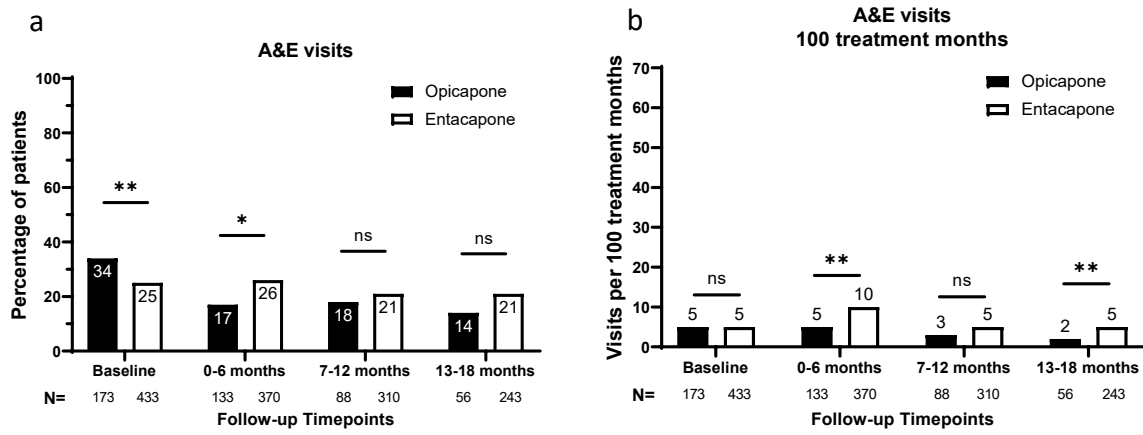 a
A&E visits
100
80
60
40
20
0
Percentage of patients
Opicapone
Entacapone
**
*
ns
ns
34
25
17
26
18
21
14
21
Baseline
0-6 months
7-12 months
13-18 months
N=
173
433
133
370
88
310
56
243
Follow-up Timepoints
b
A&E visits
100 treatment months
70
60
50
40
30
20
10
0
Visits per 100 treatment months
Opicapone
Entacapone
ns
**
ns
**
5
5
5
10
3
5
2
5
Baseline
0-6 months
7-12 months
13-18 months
N=
173
433
133
370
88
310
56
243
Follow-up Timepoints